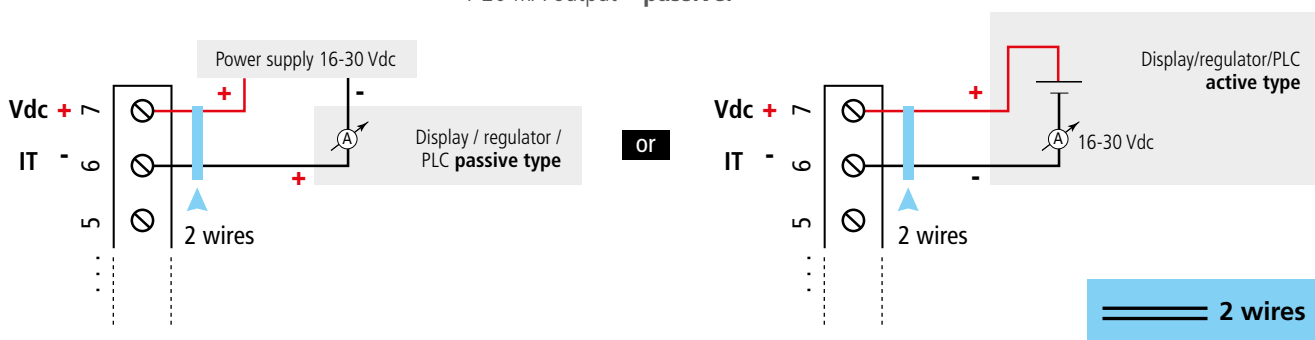 passive.
Power supply 16-30 Vdc
+ -
Vdc + 7
A
Display / regulator /
PLC passive type
IT - 6
+
5
2 wires
or
Display/regulator/PLC
active type
+
Vdc + 7
A
16-30 Vdc
IT - 6
-
5
2 wires
2 wires